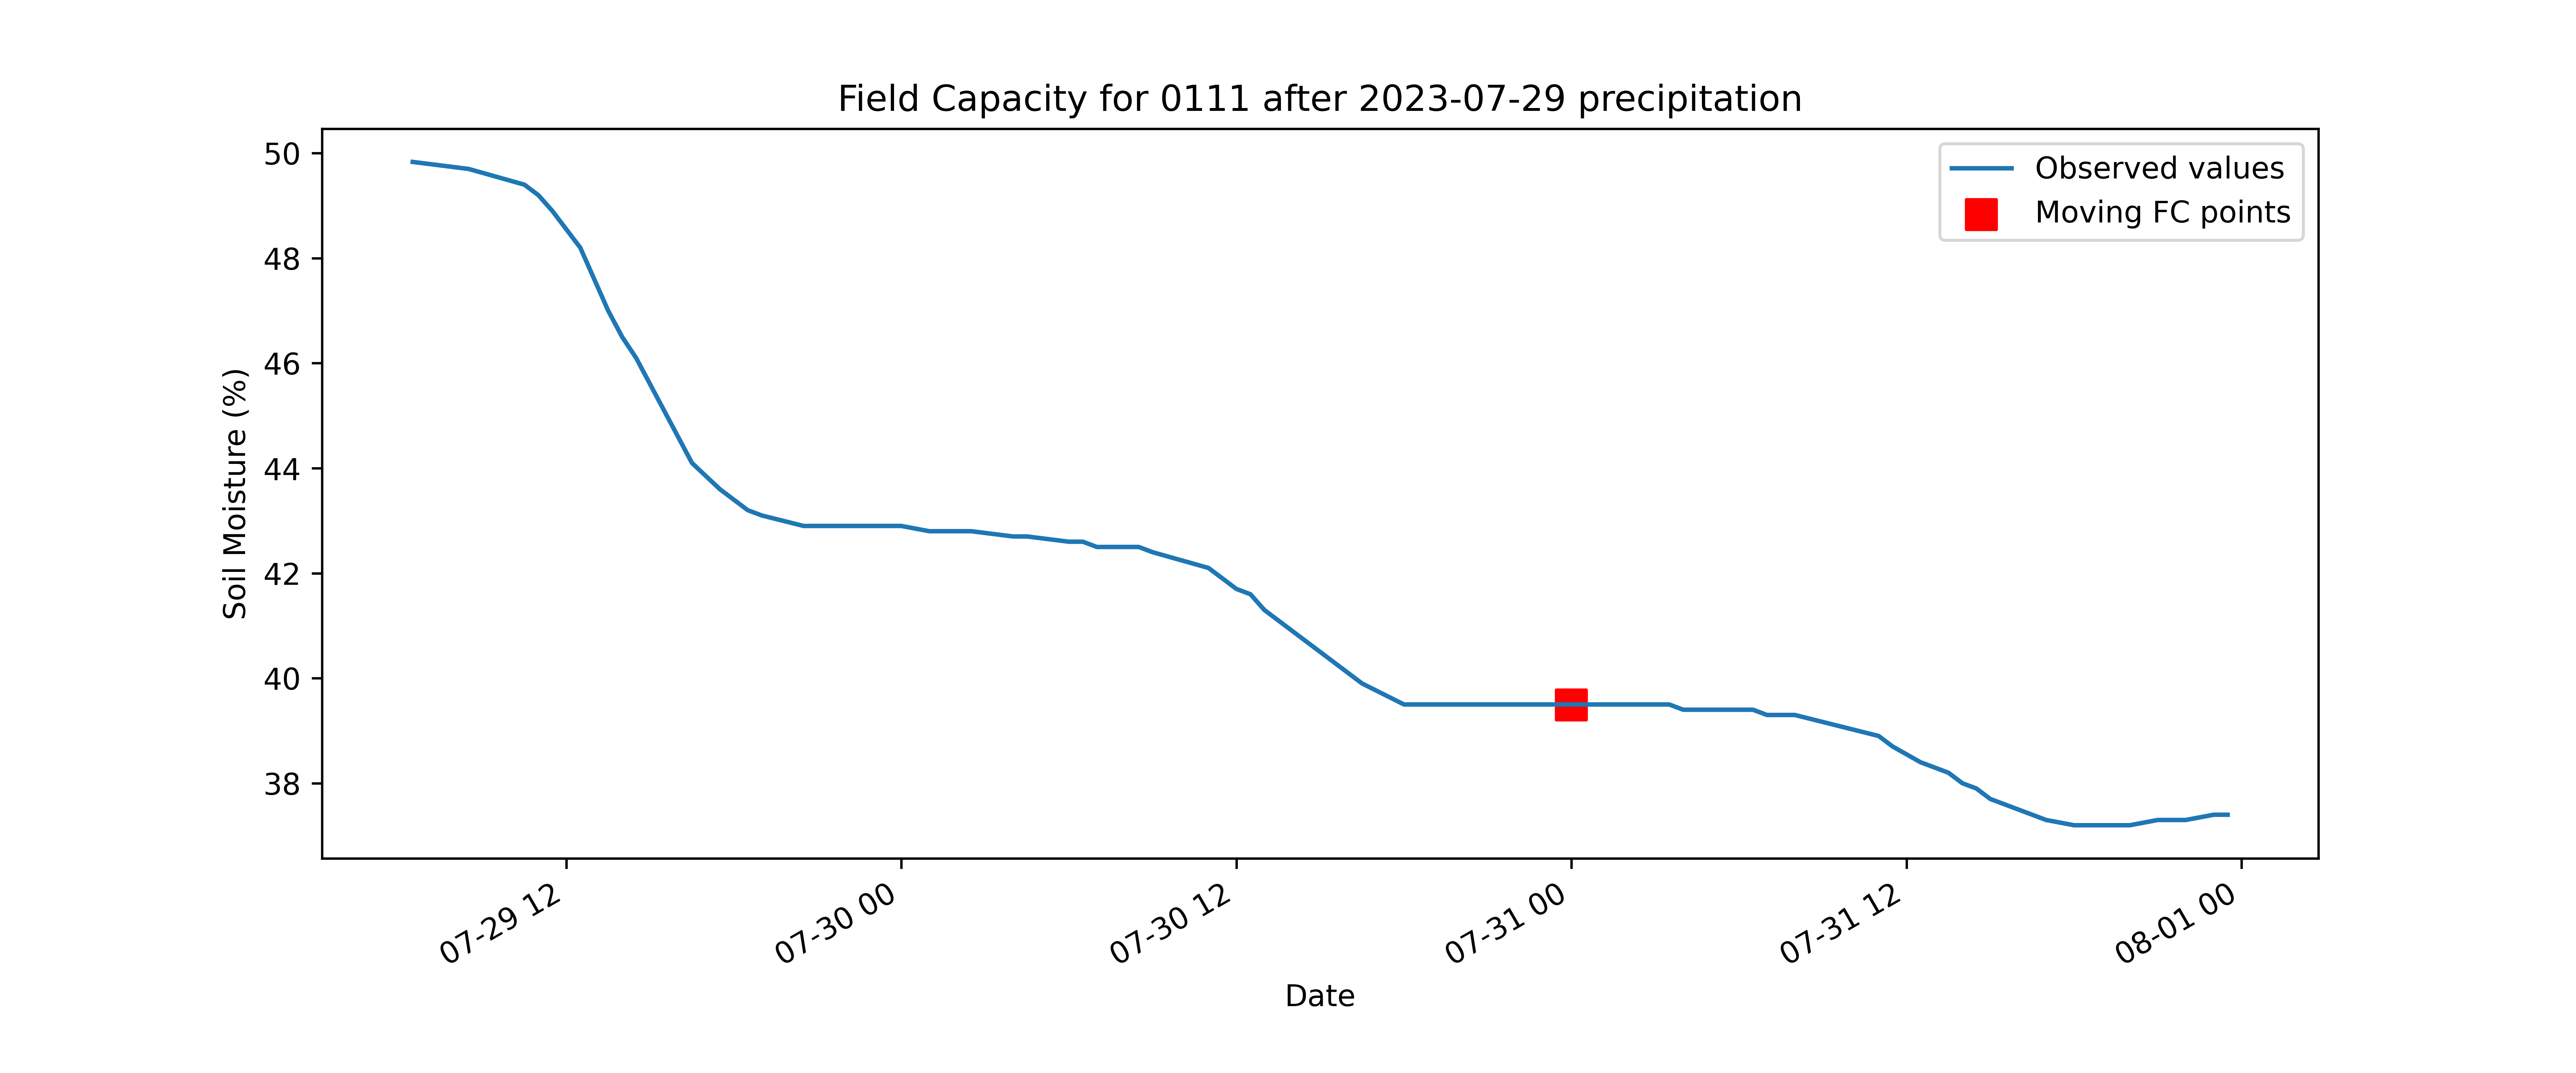 Field Capacity for 0111 after 2023-07-29 precipitation
Observed values
Moving FC points
Soil Moisture (%)
50
48
46
44
42
40
38
07-29 12
07-30 00
07-30 12
07-31 00
07-31 12
08-01 00
Date